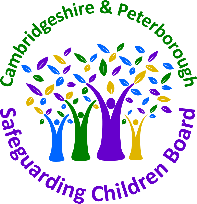 Cambridgeshire & Peterborough
Safeguarding Children Board